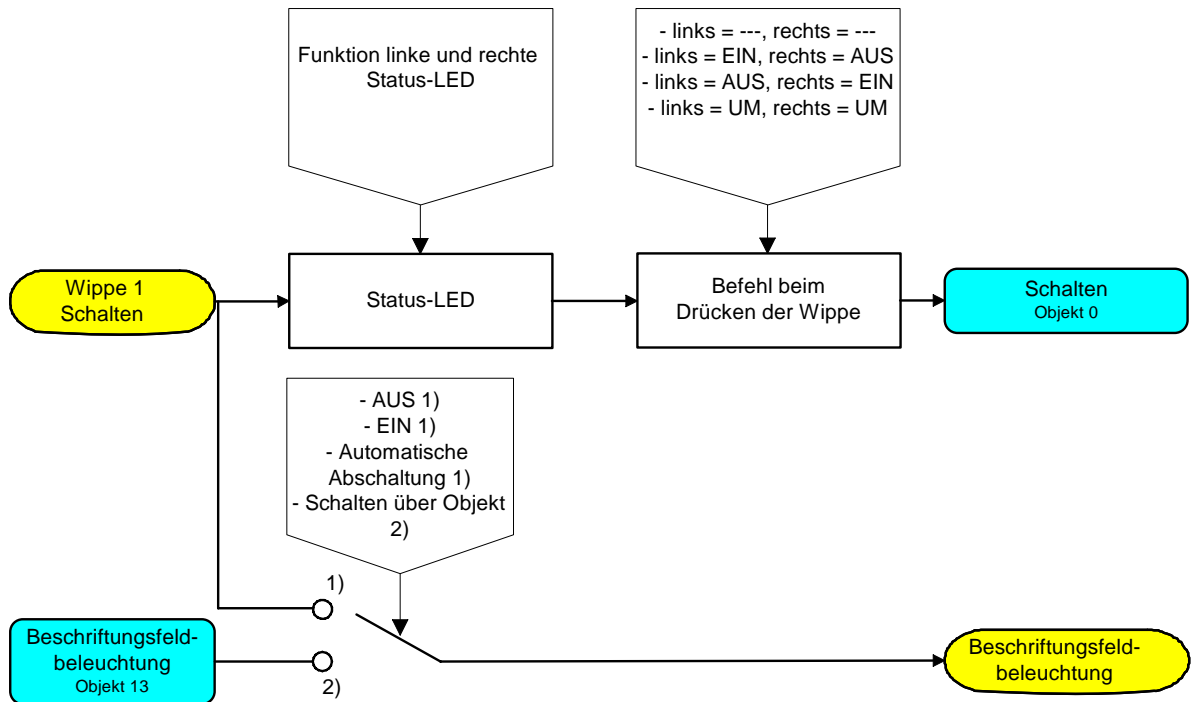 Funktion linke und rechte
Status-LED
- links = ---, rechts = ---
- links = EIN, rechts = AUS
- links = AUS, rechts = EIN
- links = UM, rechts = UM
Wippe 1
Schalten
Status-LED
Befehl beim
Drücken der Wippe
Schalten
Objekt 0
- AUS 1)
- EIN 1)
- Automatische
Abschaltung 1)
- Schalten über Objekt
2)
1)
Beschriftungsfeld-
beleuchtung
Objekt 13
2)
Beschriftungsfeld-
beleuchtung